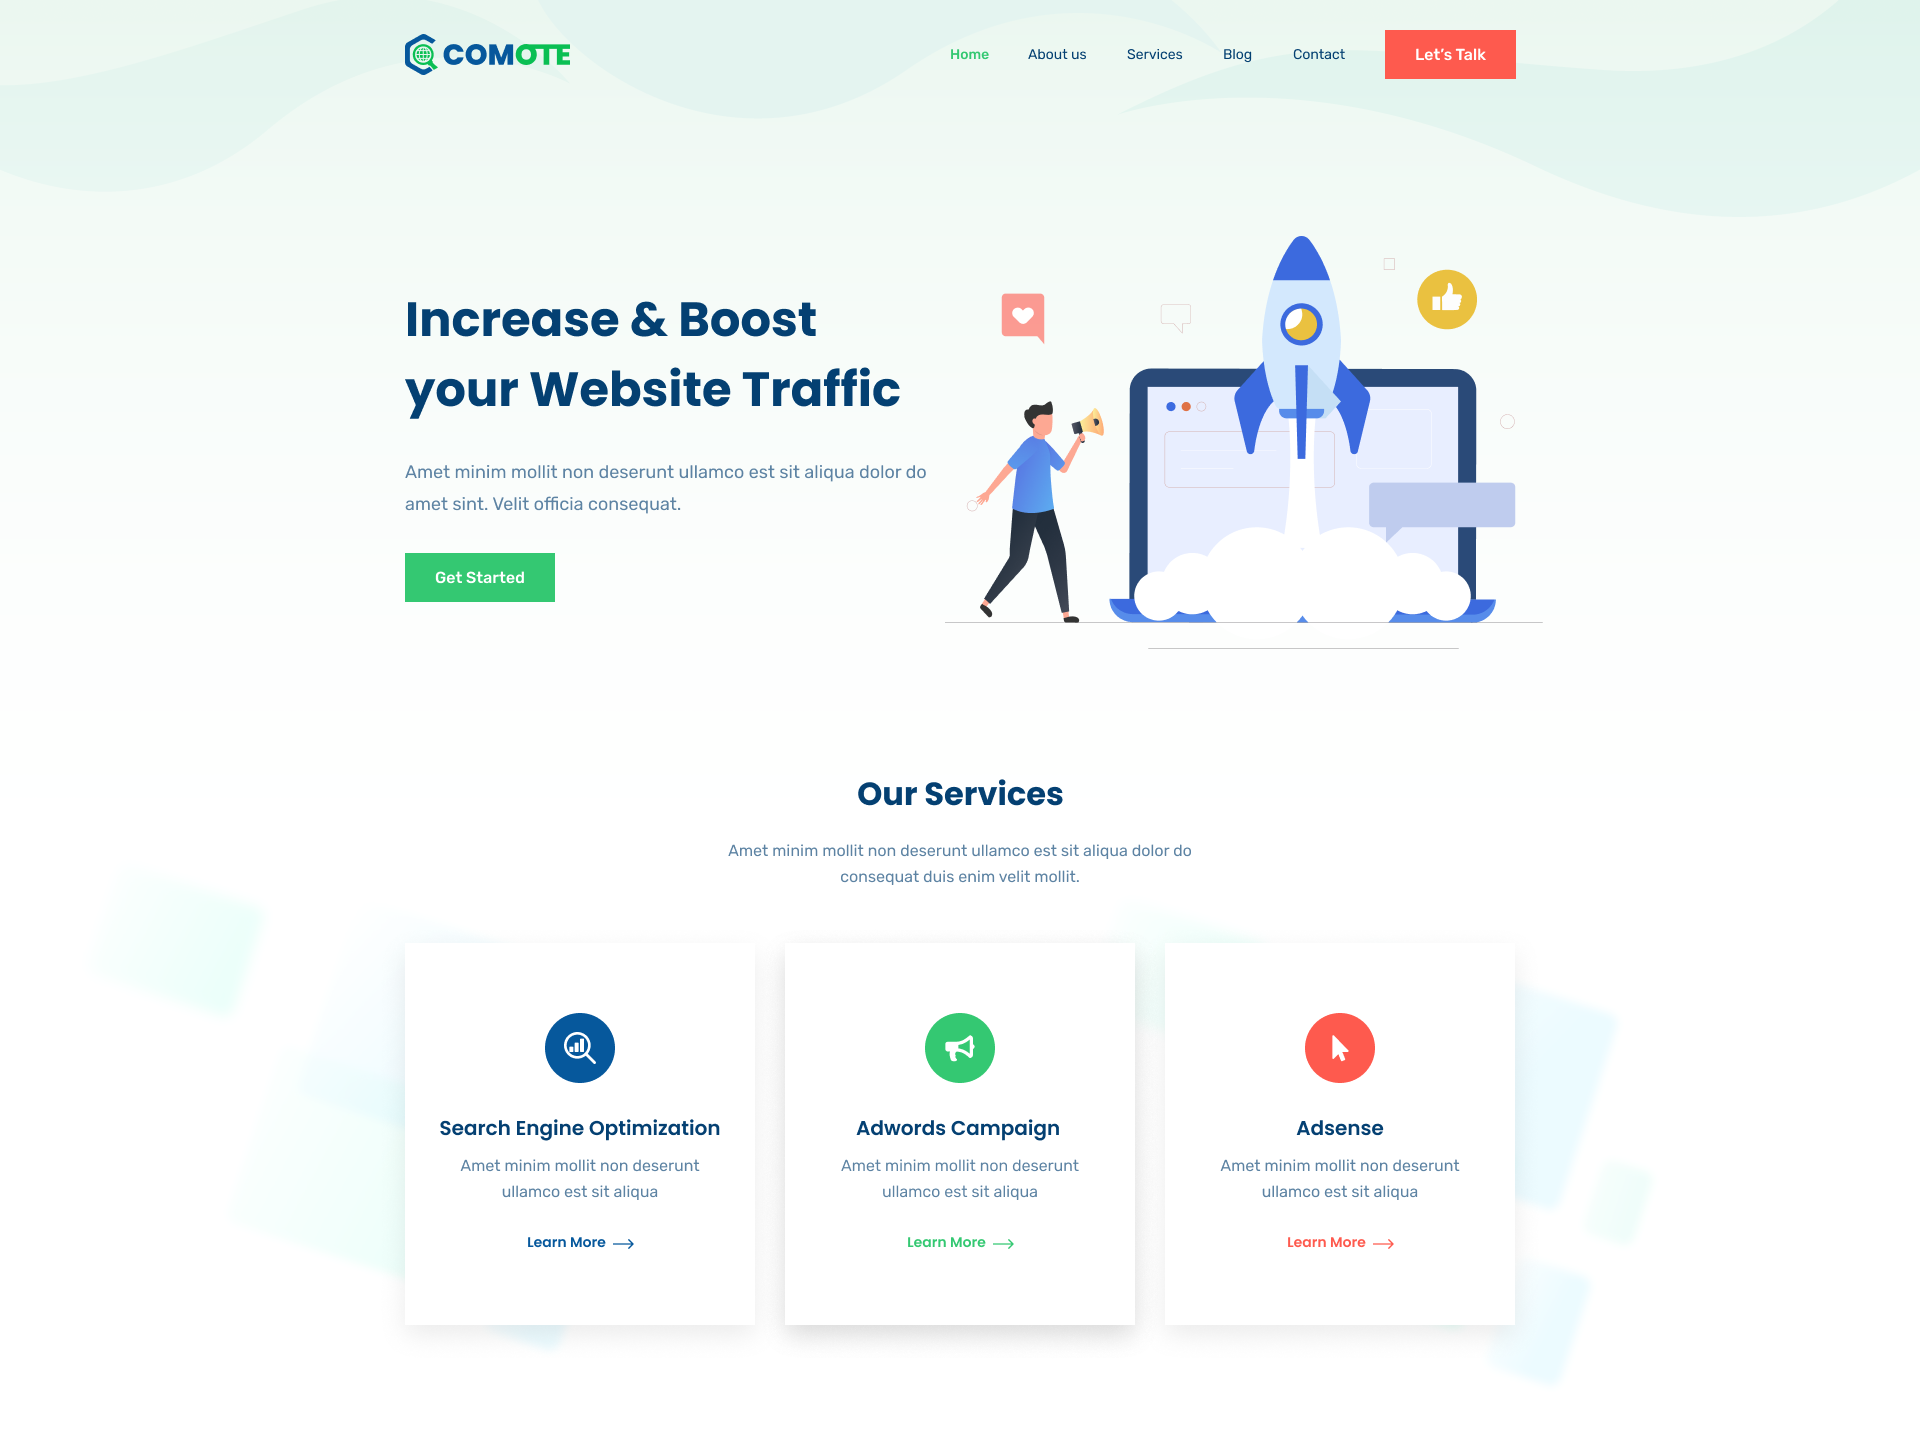 COMOTE
Home About us Services Blog Contact Let’s Talk
Increase & Boost
your Website Traffic
Amet minim mollit non deserunt ullamco est sit aliqua dolor do
amet sint. Velit officia consequat.
Get Started
Our Services
Amet minim mollit non deserunt ullamco est sit aliqua dolor do
consequat duis enim velit mollit.
Search Engine Optimization
Amet minim mollit non deserunt
ullamco est sit aliqua
Learn More
Adwords Campaign
Amet minim mollit non deserunt
ullamco est sit aliqua
Learn More
Adsense
Amet minim mollit non deserunt
ullamco est sit aliqua
Learn More